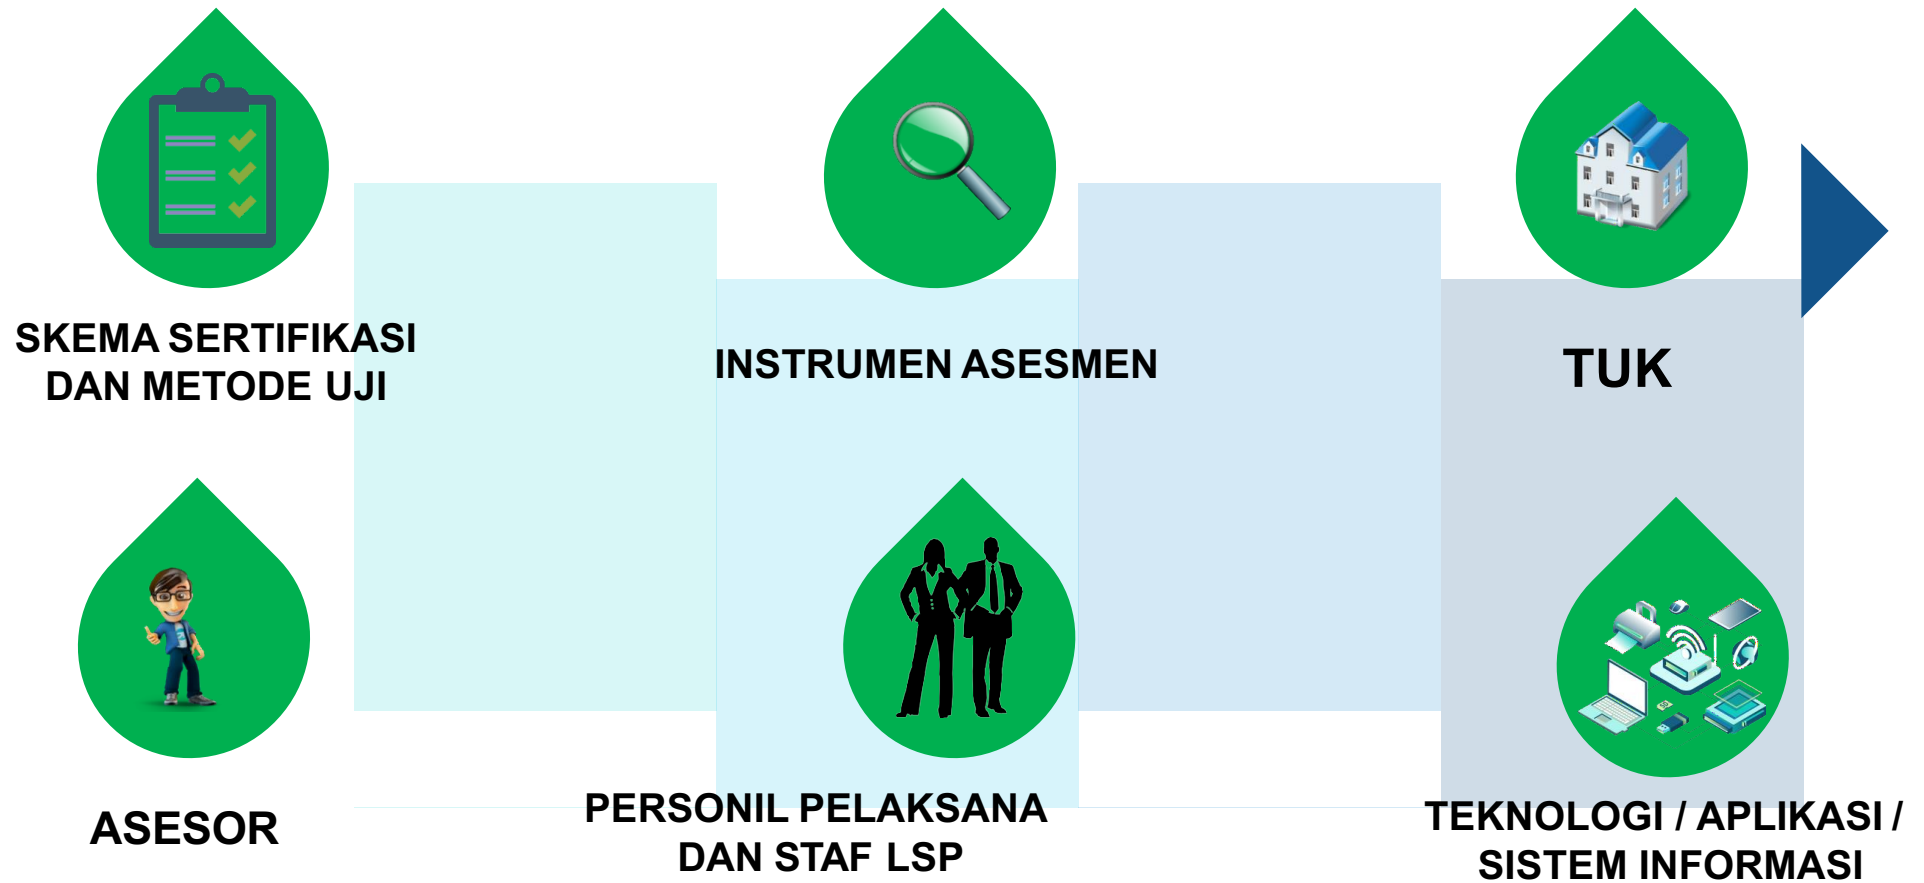 SKEMA SERTIFIKASI
DAN METODE UJI
INSTRUMEN ASESMEN
TUK
ASESOR
PERSONIL PELAKSANA
DAN STAF LSP
TEKNOLOGI / APLIKASI /
SISTEM INFORMASI